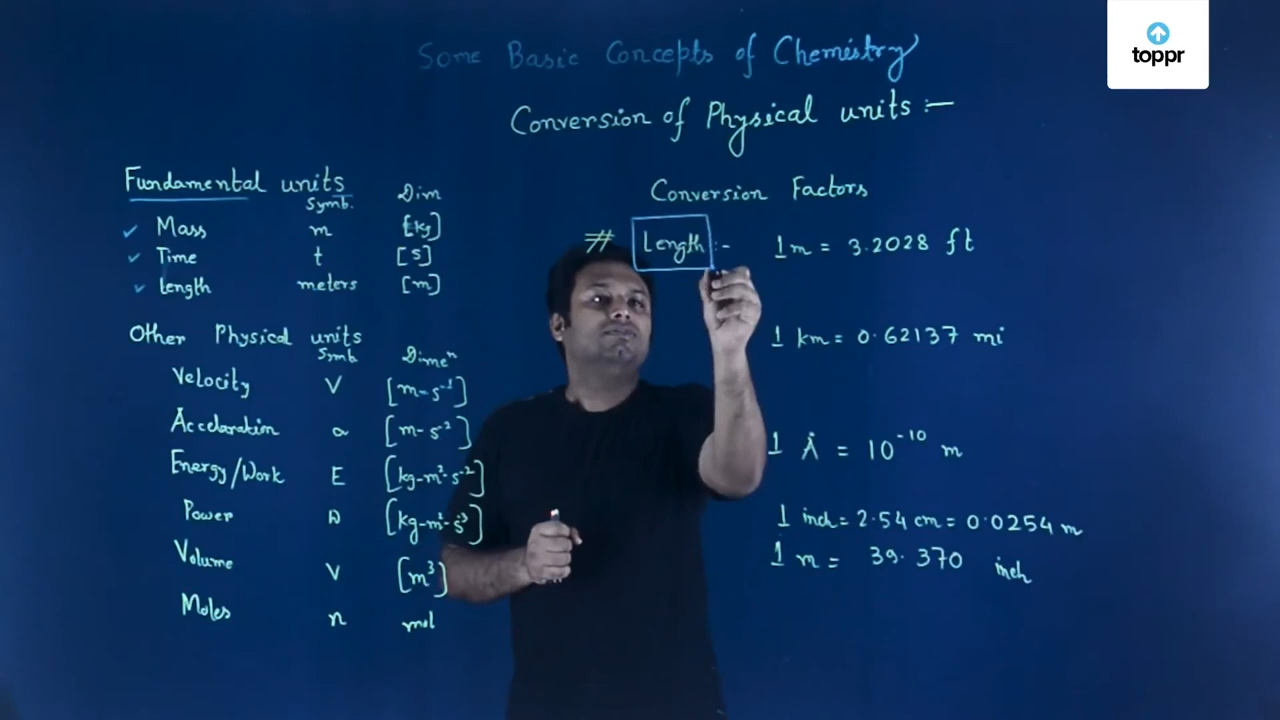 Some Basic Concepts of Chemistry
toppr
Conversion of Physical units :-
Fundamental units
Symb. Dim
Mass m [kg]
Time t [s]
Length meters [m]
Other Physical units
Symb. Dimeⁿ
Velocity V [m-s⁻¹]
Accelaration a [m-s⁻²]
Energy/Work E [kg-m²-s⁻²]
Power [kg-m²-s⁻³]
Volume V [m³]
Moles n mol
Conversion Factors
# Length :- 1m = 3.2028 ft
1 km = 0.62137 mi
1 Å = 10⁻¹⁰ m
1 inch = 2.54 cm = 0.0254 m
1 m = 39.370 inch